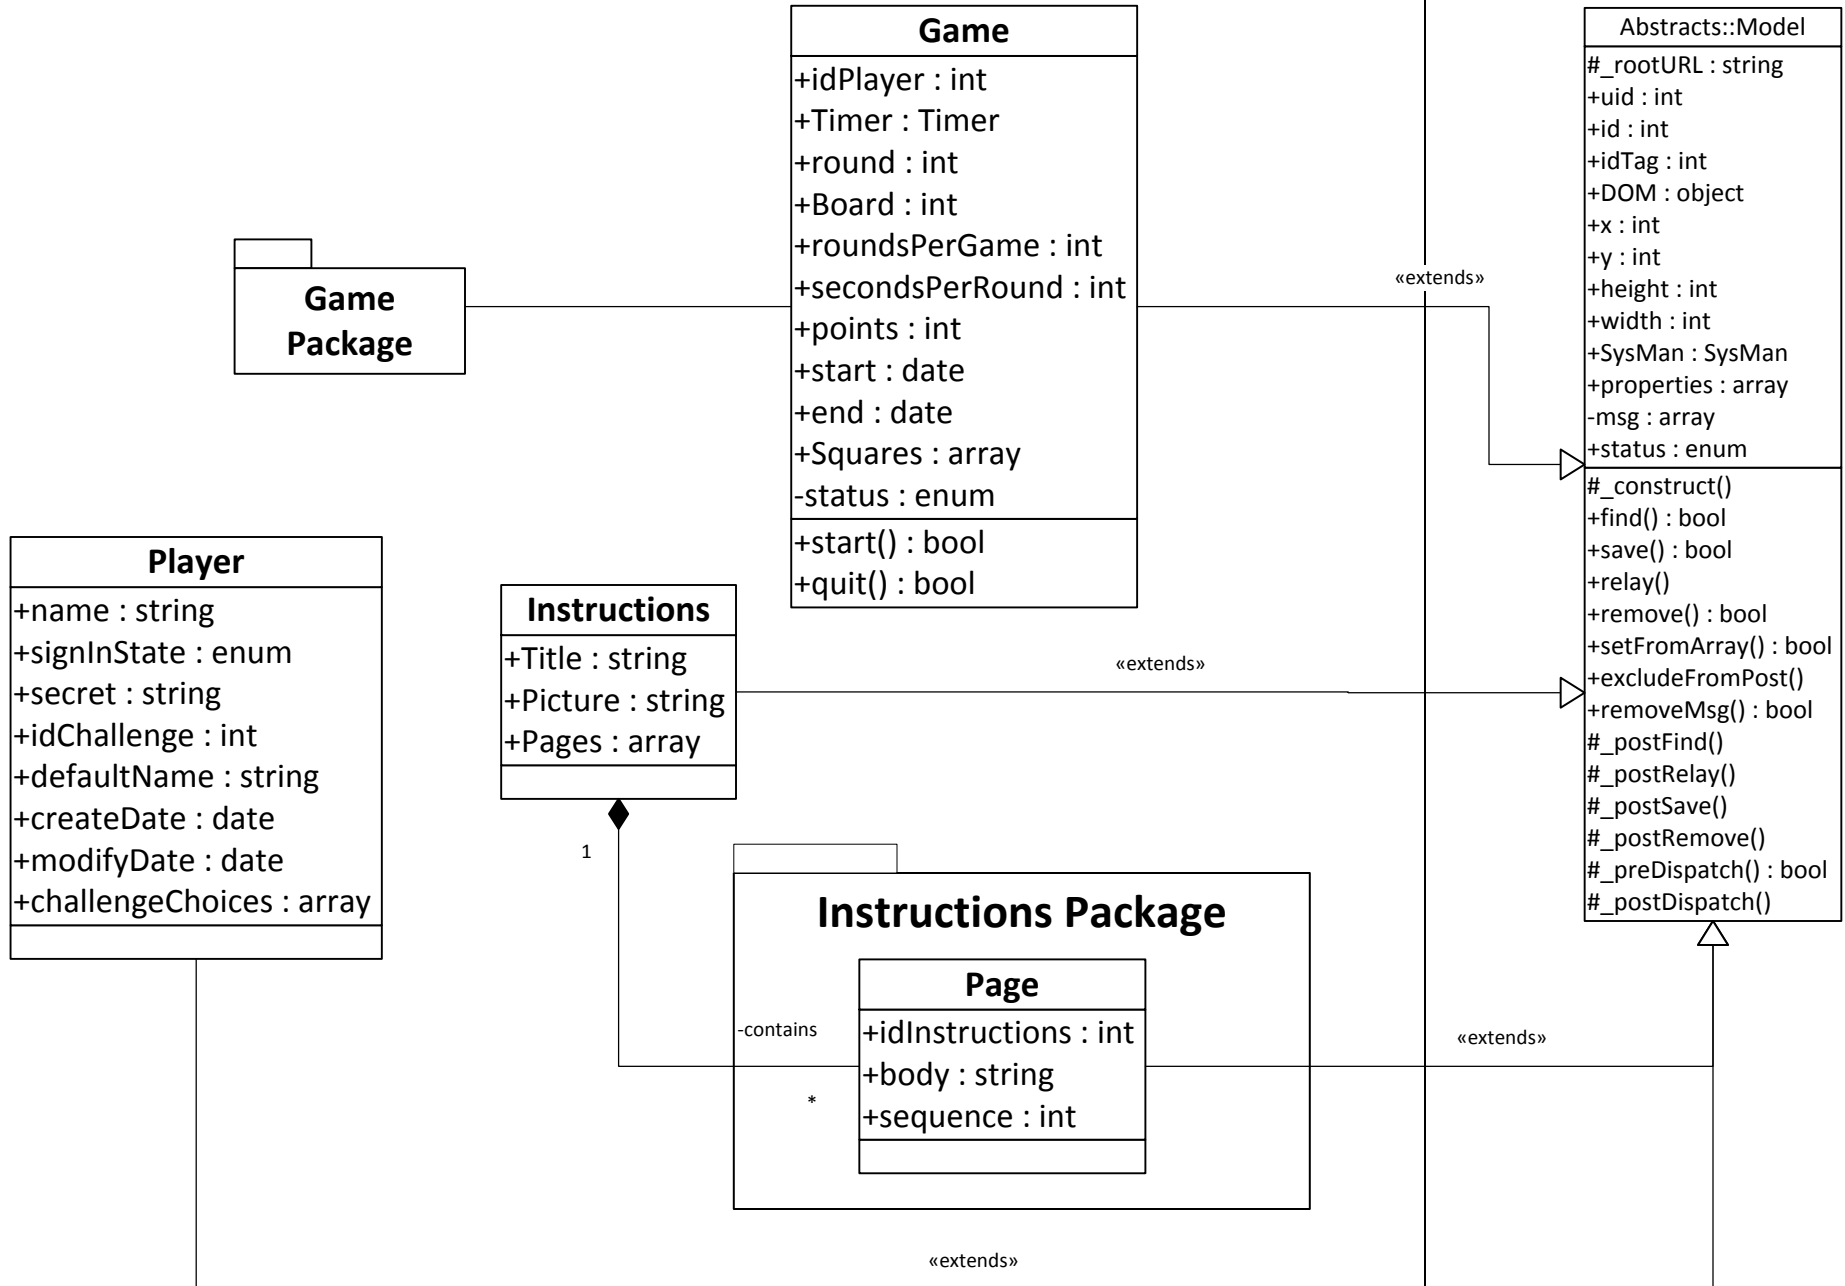 Game
+idPlayer : int
+Timer : Timer
+round : int
+Board : int
+roundsPerGame : int
+secondsPerRound : int
+points : int
+start : date
+end : date
+Squares : array
-status : enum
+start() : bool
+quit() : bool
Abstracts::Model
#_rootURL : string
+uid : int
+id : int
+idTag : int
+DOM : object
+x : int
+y : int
+height : int
+width : int
+SysMan : SysMan
+properties : array
-msg : array
+status : enum
#_construct()
+find() : bool
+save() : bool
+relay()
+remove() : bool
+setFromArray() : bool
+excludeFromPost()
+removeMsg() : bool
#_postFind()
#_postRelay()
#_postSave()
#_postRemove()
#_preDispatch() : bool
#_postDispatch()
«extends»
Game
Package
Player
+name : string
+signInState : enum
+secret : string
+idChallenge : int
+defaultName : string
+createDate : date
+modifyDate : date
+challengeChoices : array
Instructions
+Title : string
+Picture : string
+Pages : array
«extends»
1
Instructions Package
Page
+idInstructions : int
+body : string
+sequence : int
-contains
*
«extends»
«extends»